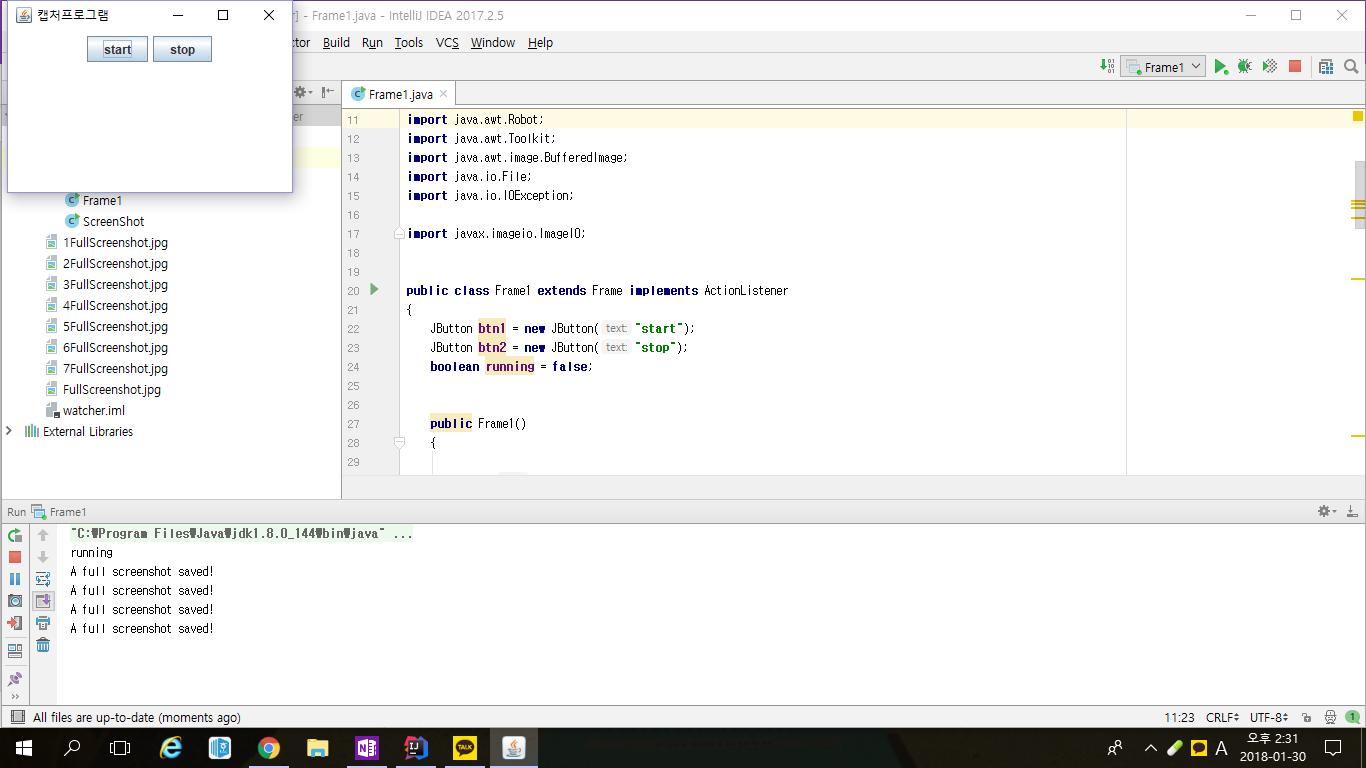 캡처프로그램
] - Frame1.java - IntelliJ IDEA 2017.2.5
start stop
Build Run Tools VCS Window Help
Frame1
Frame1.java
11 import java.awt.Robot;
12 import java.awt.Toolkit;
13 import java.awt.image.BufferedImage;
14 import java.io.File;
15 import java.io.IOException;
16
17 import javax.imageio.ImageIO;
18
19
20 public class Frame1 extends Frame implements ActionListener
21 {
22 JButton btn1 = new JButton( text: "start");
23 JButton btn2 = new JButton( text: "stop");
24 boolean running = false;
25
26
27 public Frame1()
28 {
29
Frame1
ScreenShot
1FullScreenshot.jpg
2FullScreenshot.jpg
3FullScreenshot.jpg
4FullScreenshot.jpg
5FullScreenshot.jpg
6FullScreenshot.jpg
7FullScreenshot.jpg
FullScreenshot.jpg
watcher.iml
External Libraries
Run Frame1
"C:₩Program Files₩Java₩jdk1.8.0_144₩bin₩java" ...
running
A full screenshot saved!
A full screenshot saved!
A full screenshot saved!
A full screenshot saved!
All files are up-to-date (moments ago)
11:23 CRLF UTF-8 1
TALK
A
오후 2:31
2018-01-30